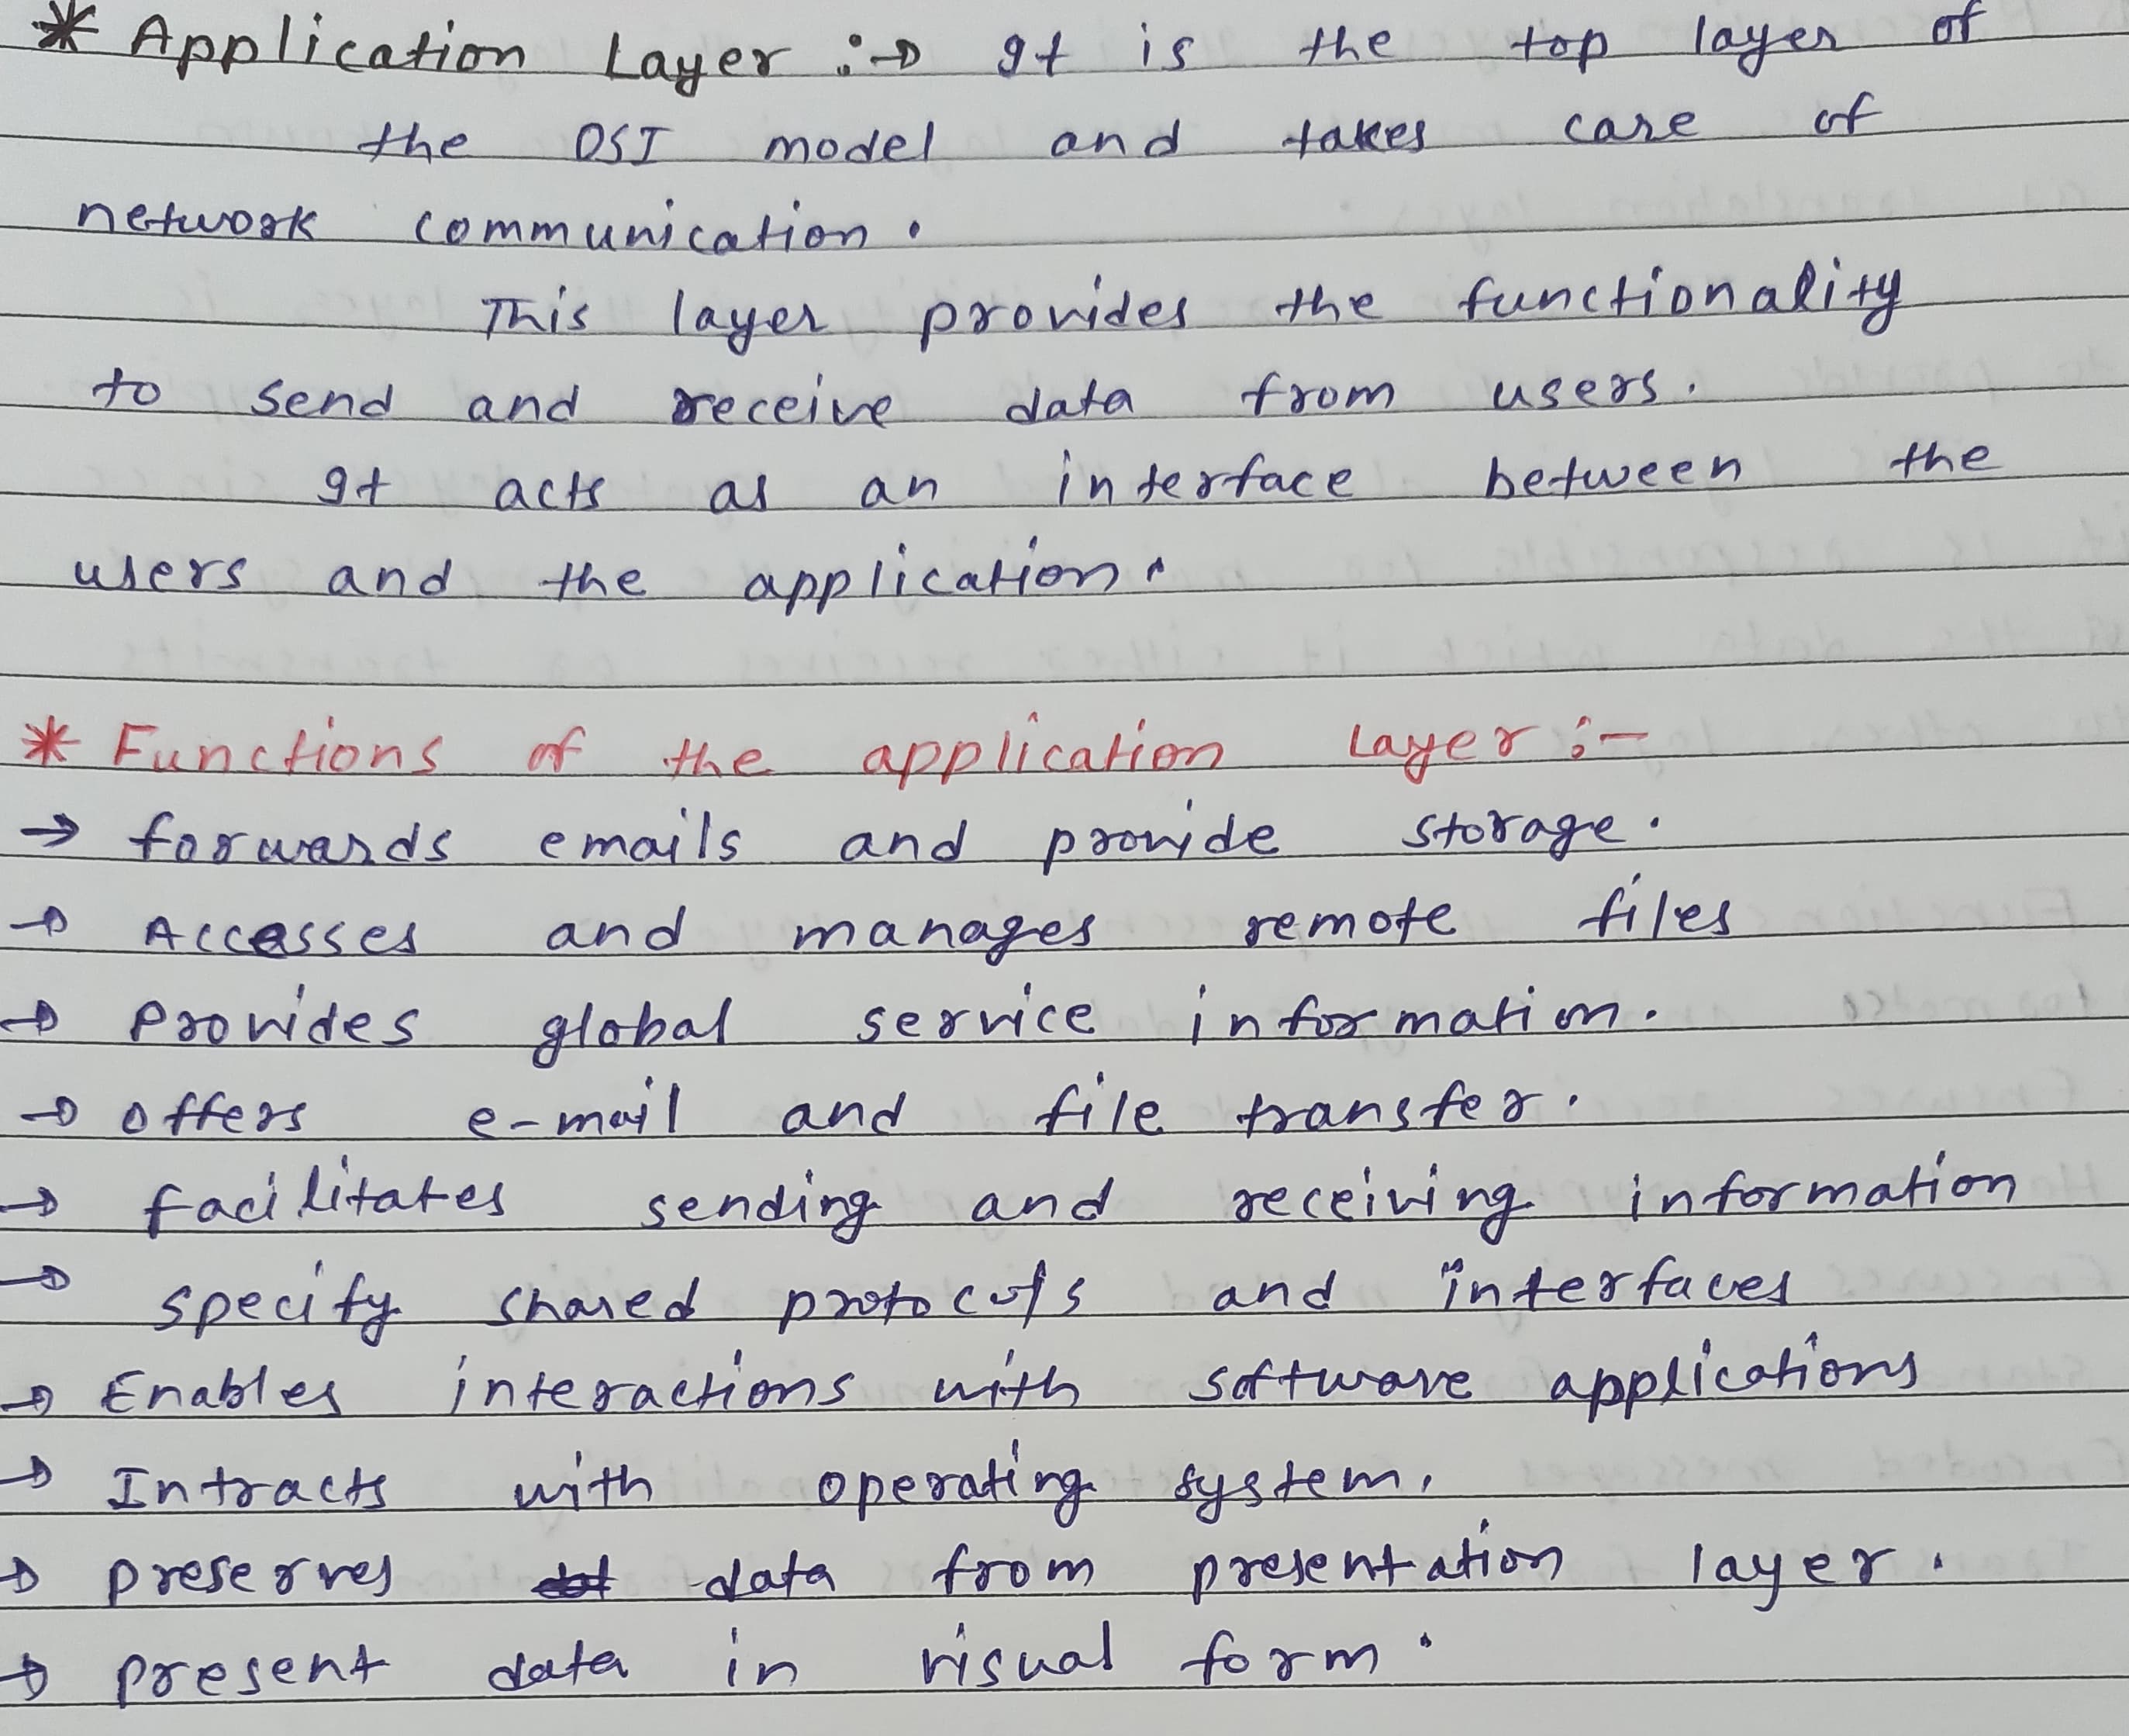 * Application Layer :→ It is the top layer of
the OSI model and takes care of
network communication.
This layer provides the functionality
to send and receive data from users.
It acts as an interface between the
users and the application.
* Functions of the application Layer :-
→ forwards emails and provide storage.
→ Accesses and manages remote files
→ Provides global service information.
→ offers e-mail and file transfer.
→ facilitates sending and receiving information
→ specify shared protocols and interfaces
→ Enables interactions with software applications
→ Intracts with operating system.
→ preserves data from presentation layer.
→ present data in visual form.